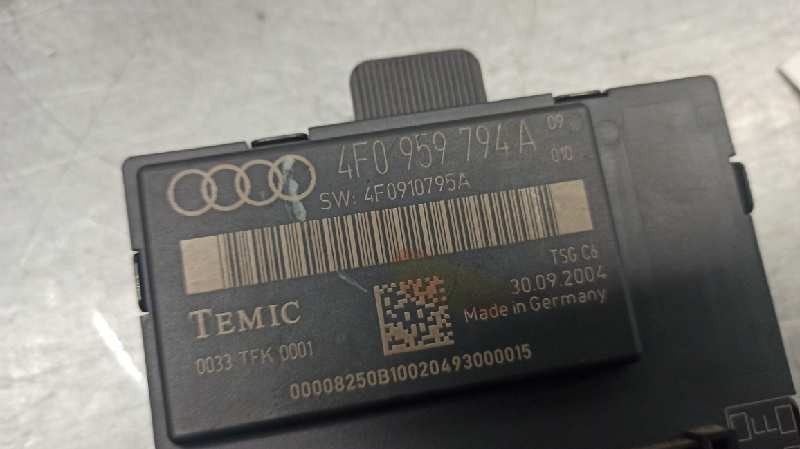 4F0 959 794 A 09
010
SW: 4F0910795A
TSG C6
30.09.2004
Made in Germany
TEMIC
0033 TFK 0001
00008250B10020493000015